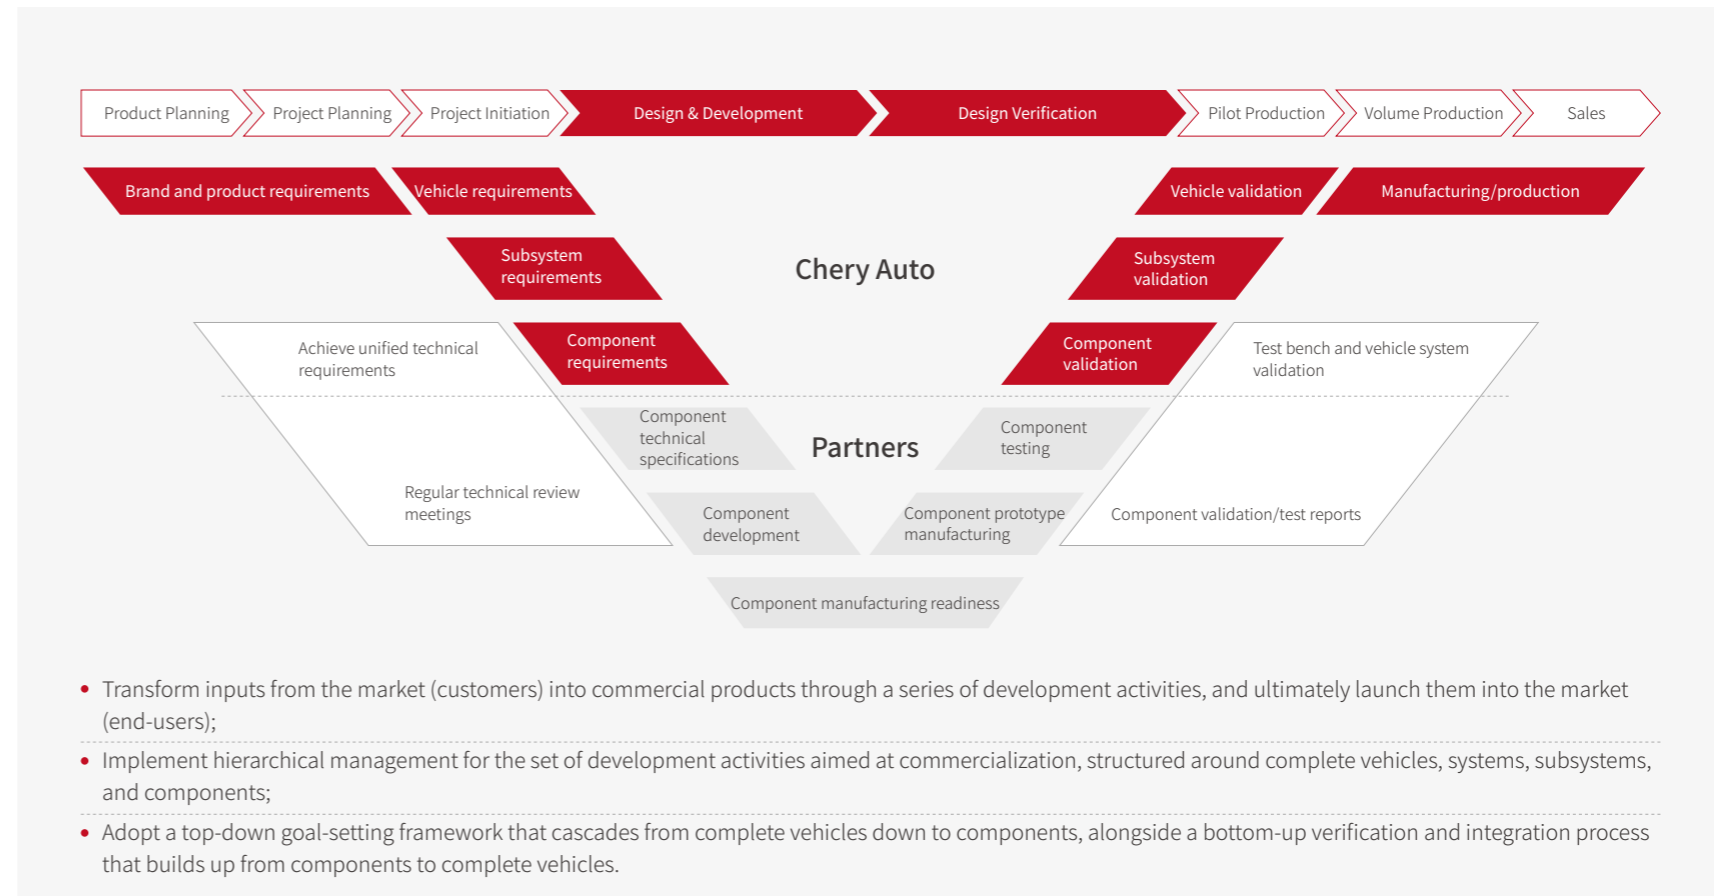 Product Planning
Project Planning
Project Initiation
Design & Development
Design Verification
Pilot Production
Volume Production
Sales
Brand and product requirements
Vehicle requirements
Vehicle validation
Manufacturing/production
Subsystem
requirements
Chery Auto
Subsystem
validation
Achieve unified technical
requirements
Component
requirements
Component
validation
Test bench and vehicle system
validation
Component
technical
specifications
Partners
Component
testing
Regular technical review
meetings
Component
development
Component prototype
manufacturing
Component validation/test reports
Component manufacturing readiness
• Transform inputs from the market (customers) into commercial products through a series of development activities, and ultimately launch them into the market
(end-users);
• Implement hierarchical management for the set of development activities aimed at commercialization, structured around complete vehicles, systems, subsystems,
and components;
• Adopt a top-down goal-setting framework that cascades from complete vehicles down to components, alongside a bottom-up verification and integration process
that builds up from components to complete vehicles.